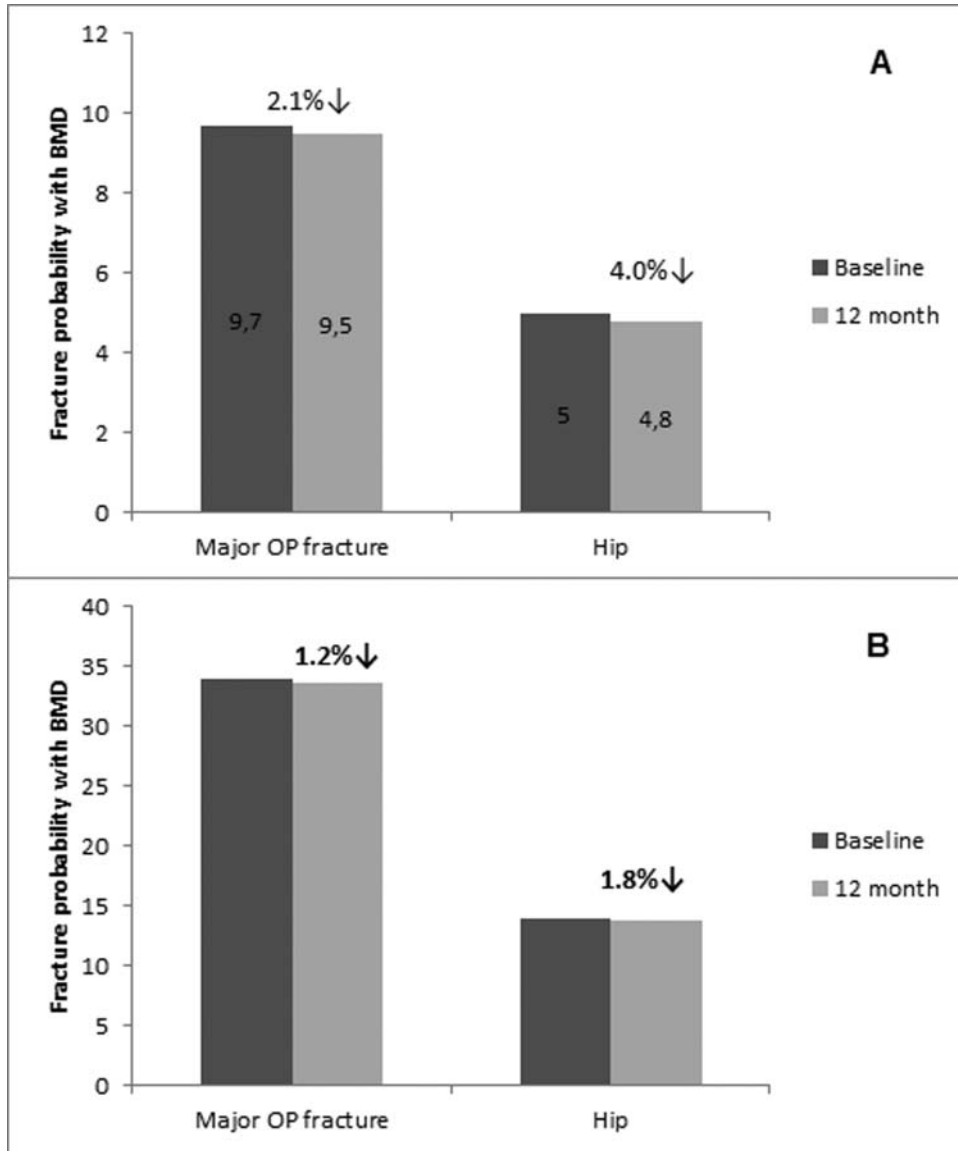 A
Fracture probability with BMD
12
10
8
6
4
2
0
2.1%↓
4.0%↓
9,7
9,5
5
4,8
Major OP fracture
Hip
Baseline
12 month
B
Fracture probability with BMD
40
35
30
25
20
15
10
5
0
1.2%↓
1.8%↓
Major OP fracture
Hip
Baseline
12 month